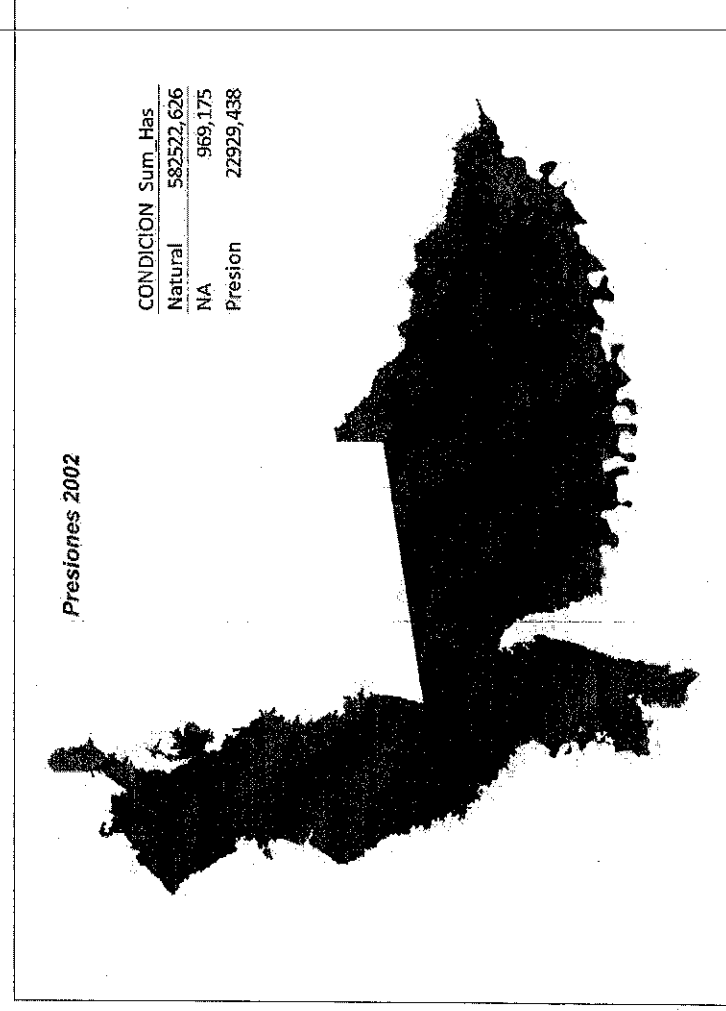 Presiones 2002
CONDICION Sum_Has
Natural 582522,626
NA 969,175
Presion 22929,438